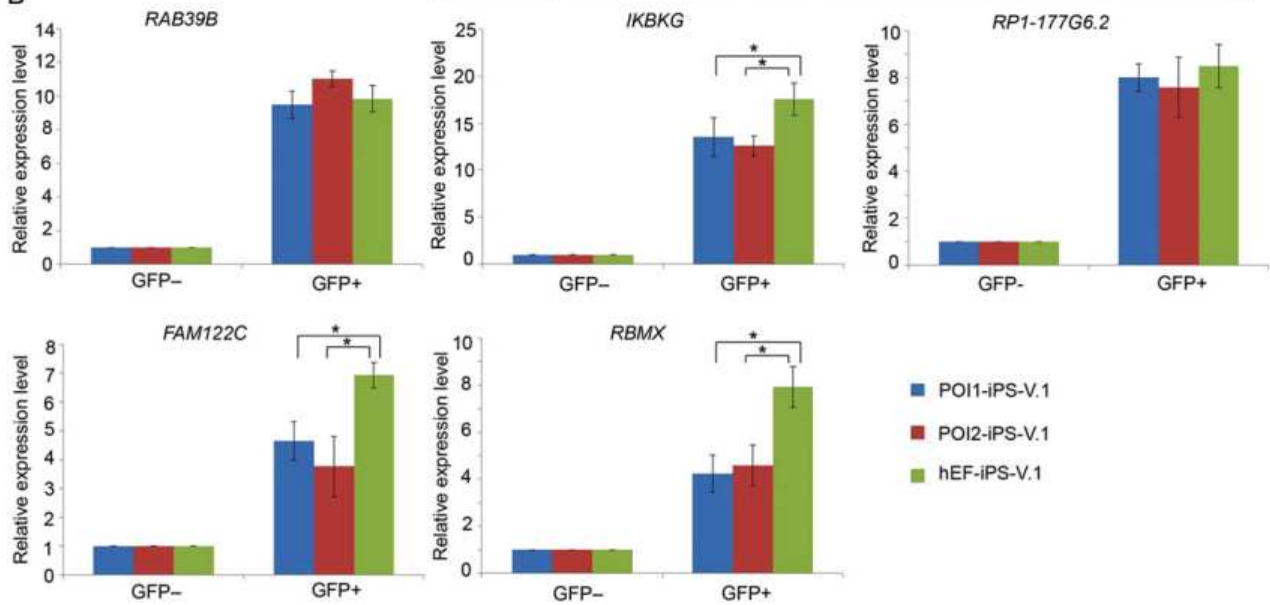 B
RAB39B
Relative expression level
14
12
10
8
6
4
2
0
GFP–
GFP+
IKBKG
Relative expression level
25
20
15
10
5
0
*
*
GFP–
GFP+
RP1-177G6.2
Relative expression level
10
8
6
4
2
0
GFP-
GFP+
FAM122C
Relative expression level
8
7
6
5
4
3
2
1
0
*
*
GFP–
GFP+
RBMX
Relative expression level
10
8
6
4
2
0
*
*
GFP–
GFP+
POI1-iPS-V.1
POI2-iPS-V.1
hEF-iPS-V.1